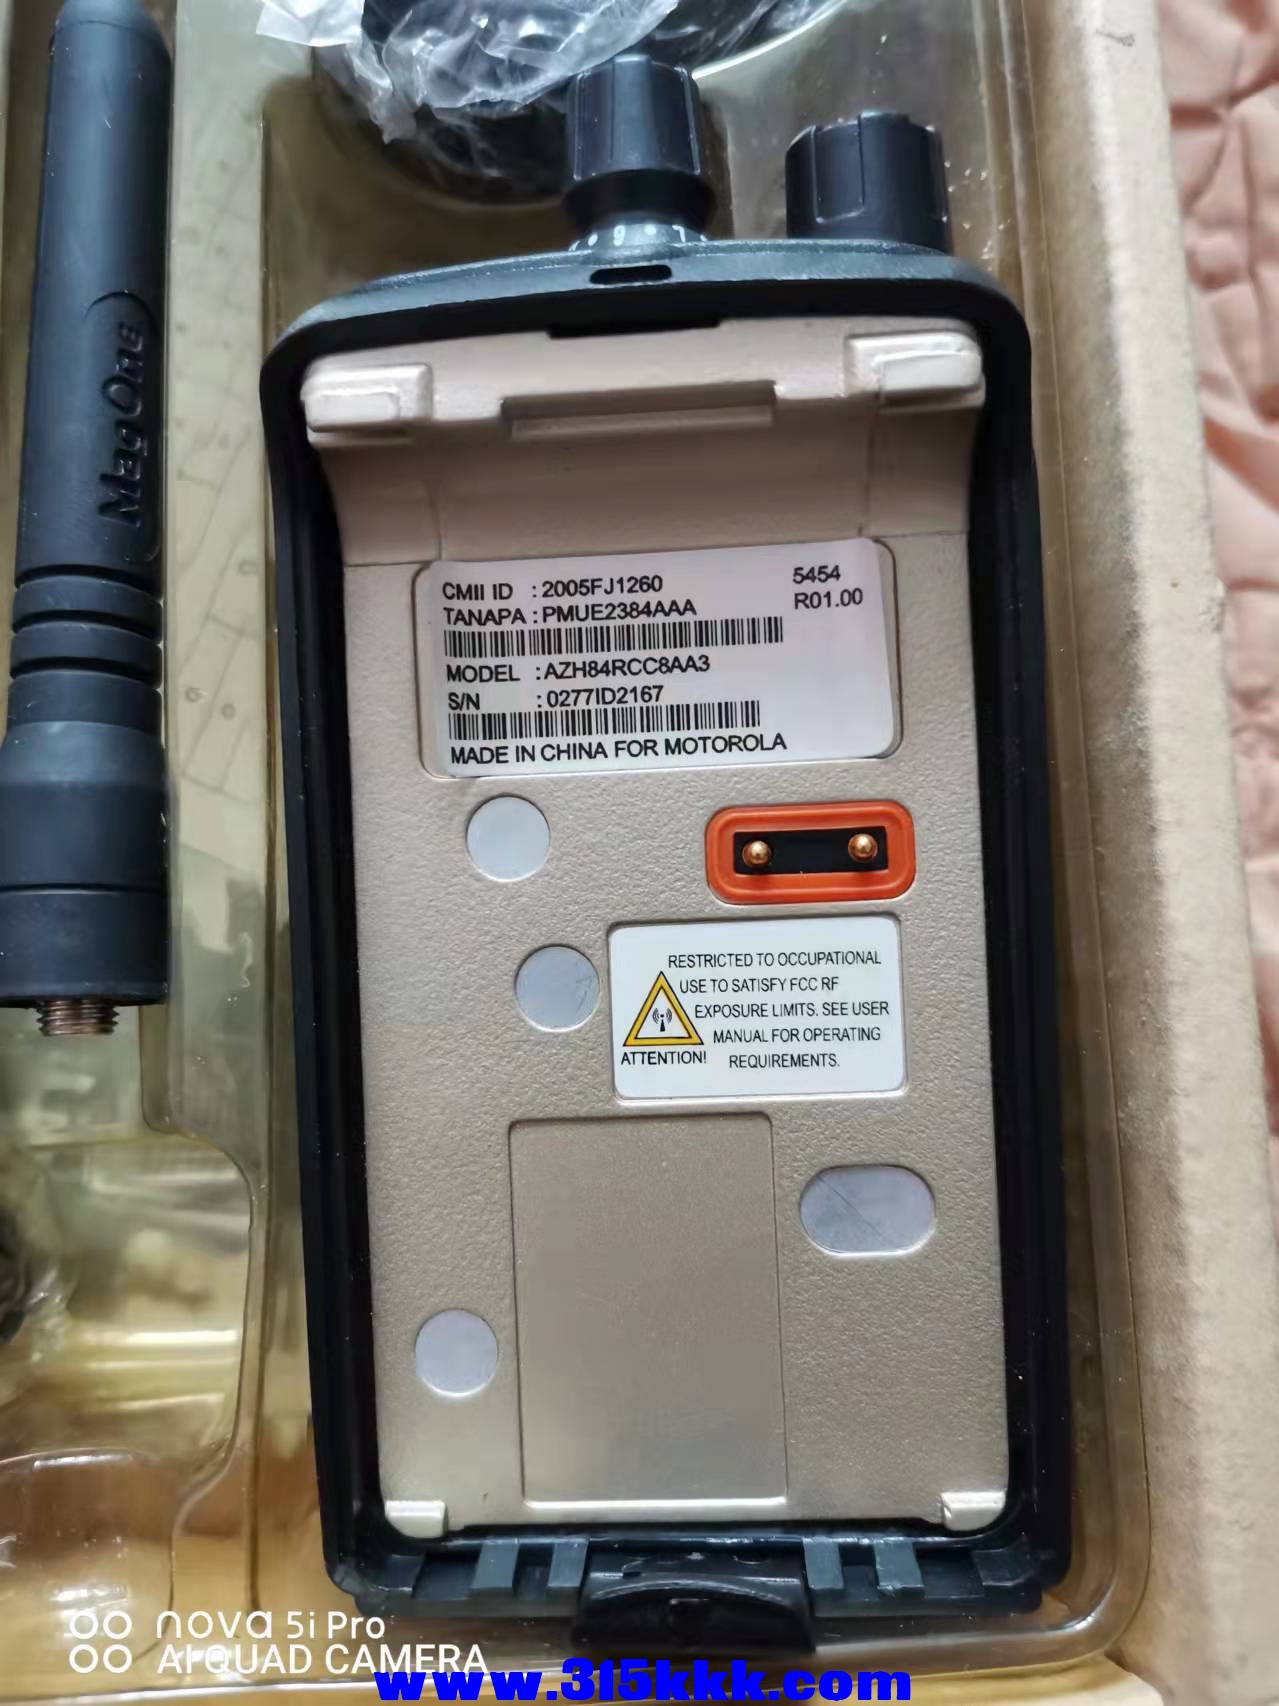 MagOne
CMII ID : 2005FJ1260 5454
TANAPA : PMUE2384AAA R01.00
MODEL : AZH84RCC8AA3
S/N : 0277ID2167
MADE IN CHINA FOR MOTOROLA
RESTRICTED TO OCCUPATIONAL
USE TO SATISFY FCC RF
EXPOSURE LIMITS. SEE USER
MANUAL FOR OPERATING
ATTENTION! REQUIREMENTS.
nova 5i Pro
AI QUAD CAMERA
www.315kkk.com